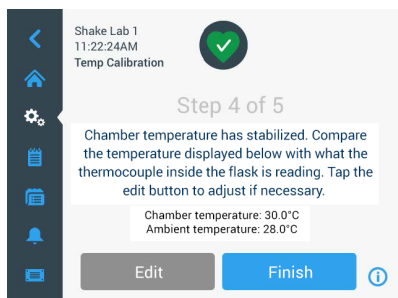 Shake Lab 1
11:22:24AM
Temp Calibration
Step 4 of 5
Chamber temperature has stabilized. Compare
the temperature displayed below with what the
thermocouple inside the flask is reading. Tap the
edit button to adjust if necessary.
Chamber temperature: 30.0°C
Ambient temperature: 28.0°C
Edit
Finish